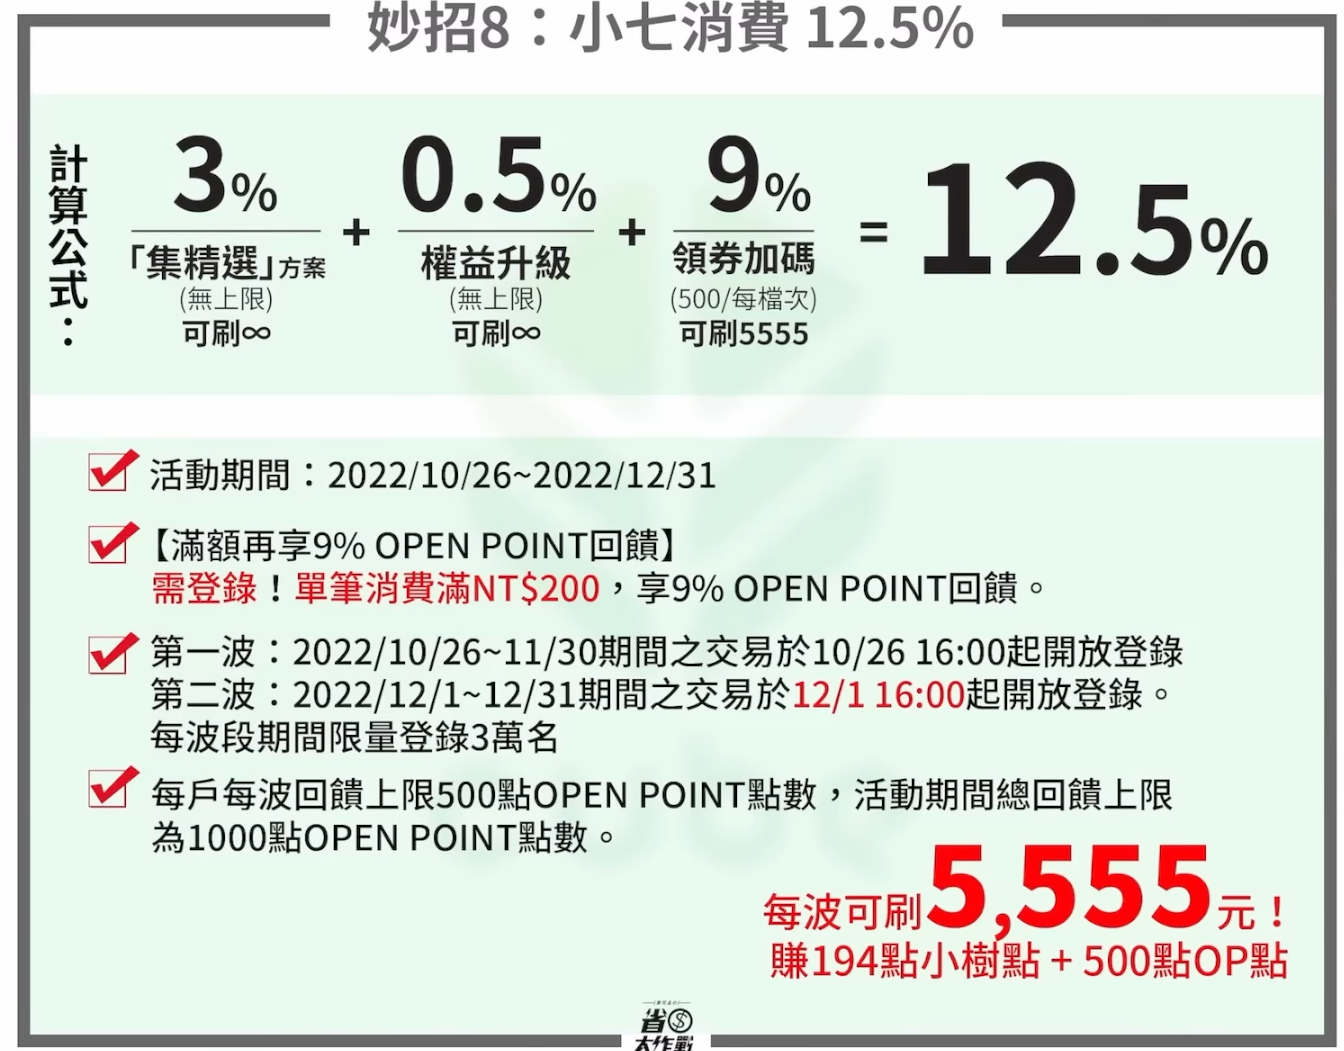 妙招8：小七消費 12.5%
計算公式：
3% + 0.5% + 9% = 12.5%
「集精選」方案 權益升級 領券加碼
(無上限) (無上限) (500/每檔次)
可刷∞ 可刷∞ 可刷5555
活動期間：2022/10/26~2022/12/31
【滿額再享9% OPEN POINT回饋】
需登錄！單筆消費滿NT$200，享9% OPEN POINT回饋。
第一波：2022/10/26~11/30期間之交易於10/26 16:00起開放登錄
第二波：2022/12/1~12/31期間之交易於12/1 16:00起開放登錄。
每波段期間限量登錄3萬名
每戶每波回饋上限500點OPEN POINT點數，活動期間總回饋上限
為1000點OPEN POINT點數。
每波可刷5,555元！
賺194點小樹點 + 500點OP點
cube
省$
大作戰